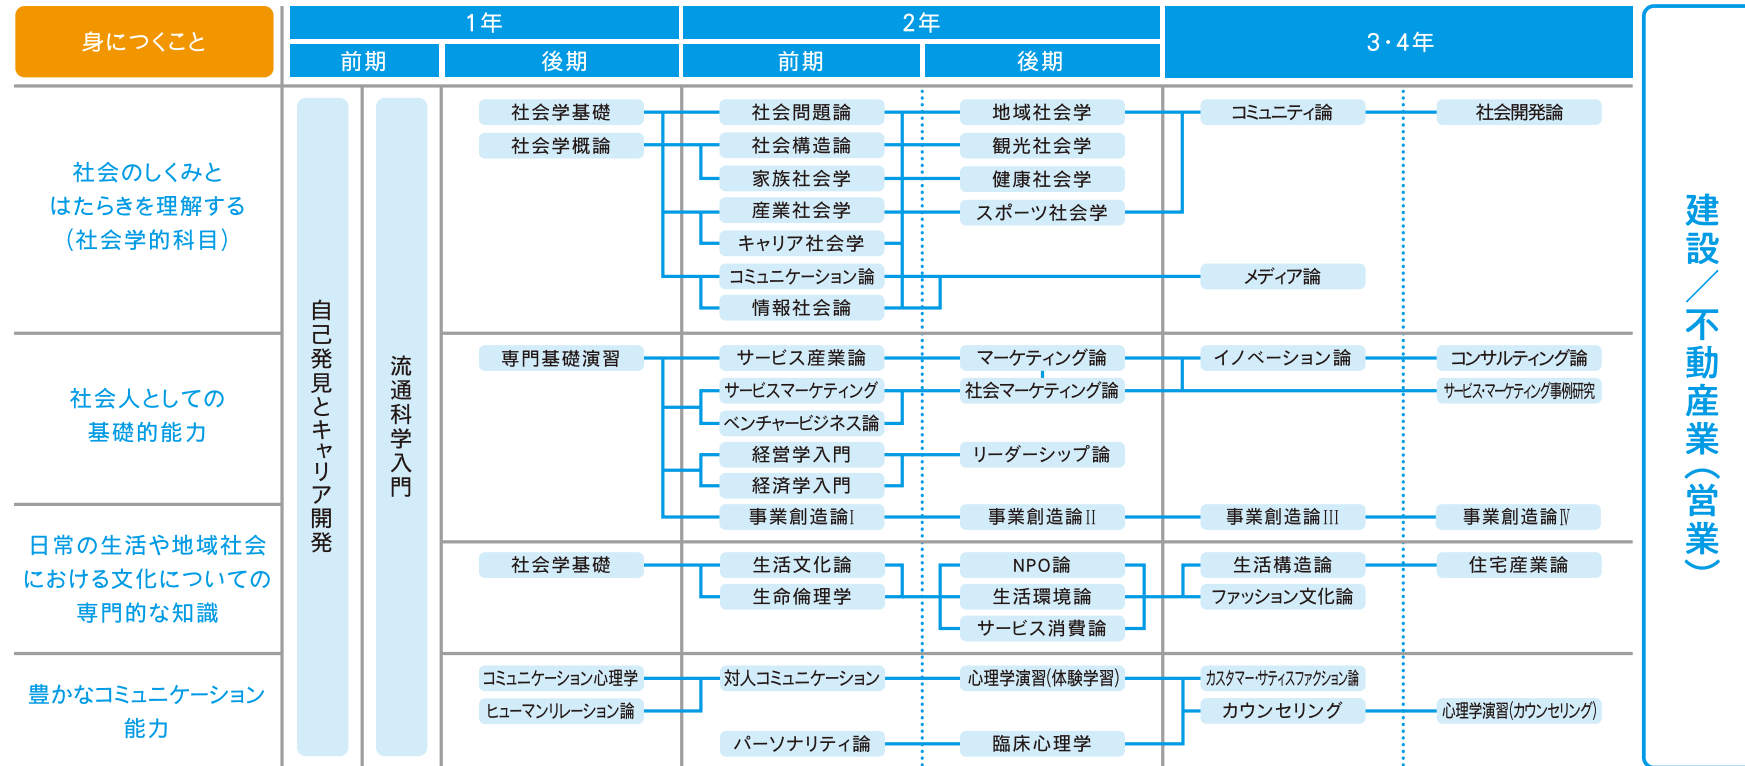 身につくこと
1年
2年
3・4年
前期
後期
前期
後期
社会のしくみと
はたらきを理解する
(社会学的科目)
社会人としての
基礎的能力
日常の生活や地域社会
における文化についての
専門的な知識
豊かなコミュニケーション
能力
自己発見とキャリア開発
流通科学入門
社会学基礎
社会問題論
地域社会学
コミュニティ論
社会開発論
社会学概論
社会構造論
観光社会学
家族社会学
健康社会学
産業社会学
スポーツ社会学
キャリア社会学
コミュニケーション論
メディア論
情報社会論
専門基礎演習
サービス産業論
マーケティング論
イノベーション論
コンサルティング論
サービスマーケティング
社会マーケティング論
サービス・マーケティング事例研究
ベンチャービジネス論
経営学入門
リーダーシップ論
経済学入門
事業創造論Ⅰ
事業創造論Ⅱ
事業創造論Ⅲ
事業創造論Ⅳ
社会学基礎
生活文化論
NPO論
生活構造論
住宅産業論
生命倫理学
生活環境論
ファッション文化論
サービス消費論
コミュニケーション心理学
対人コミュニケーション
心理学演習(体験学習)
カスタマー・サティスファクション論
ヒューマンリレーション論
カウンセリング
心理学演習(カウンセリング)
パーソナリティ論
臨床心理学
建設／不動産業(営業)